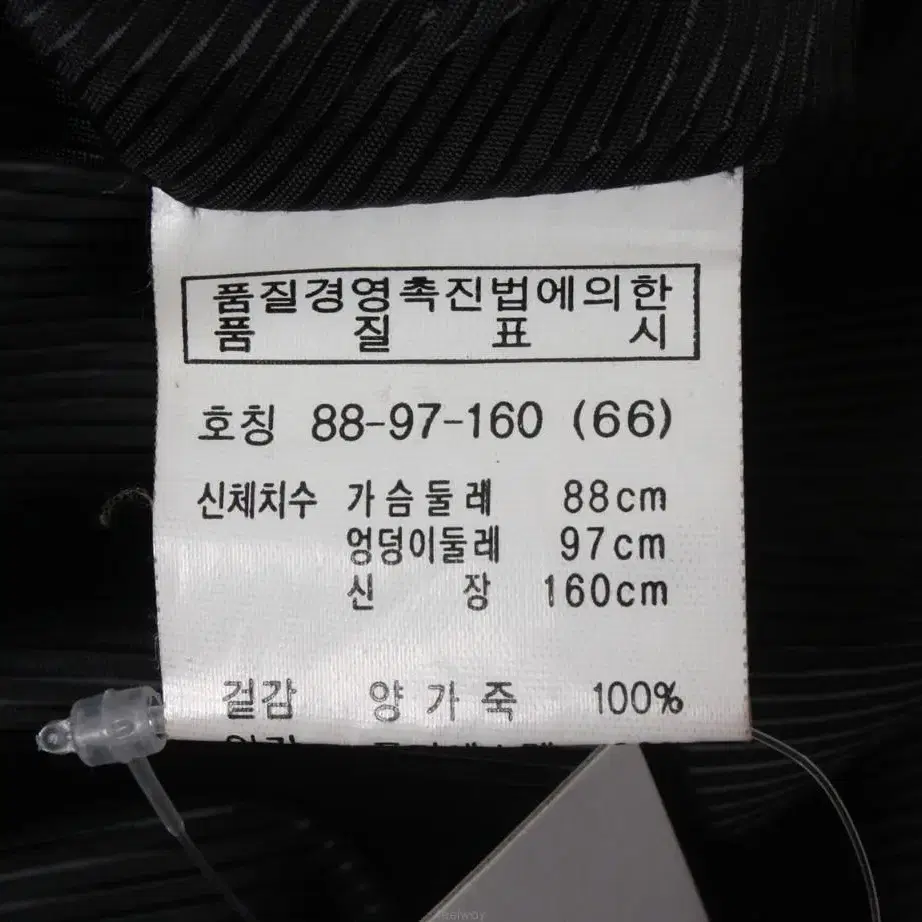 품질경영촉진법에의한
품 질 표 시
호칭 88-97-160 (66)
신체치수 가슴둘레 88cm
엉덩이둘레 97cm
신 장 160cm
겉감 양가죽 100%